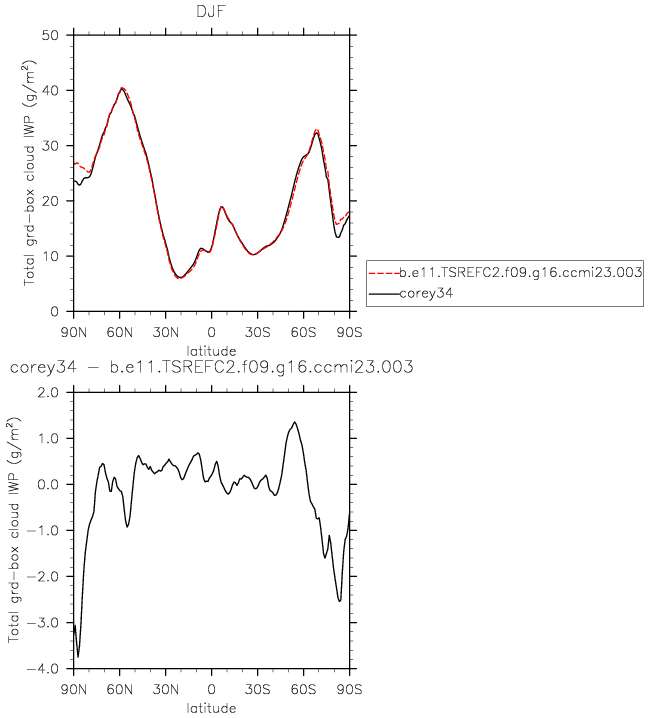 DJF
Total grd-box cloud IWP (g/m²)
50
40
30
20
10
0
90N 60N 30N 0 30S 60S 90S
latitude
b.e11.TSREFC2.f09.g16.ccmi23.003
corey34
corey34 - b.e11.TSREFC2.f09.g16.ccmi23.003
Total grd-box cloud IWP (g/m²)
2.0
1.0
0.0
-1.0
-2.0
-3.0
-4.0
90N 60N 30N 0 30S 60S 90S
latitude